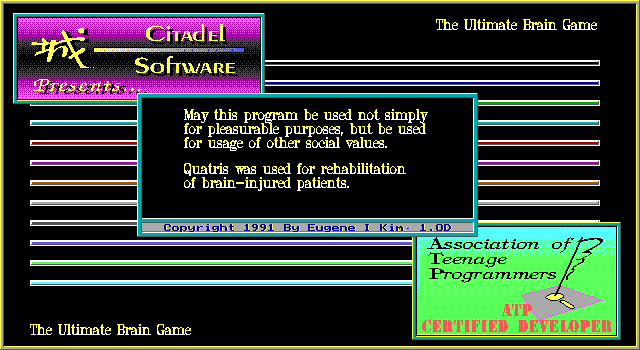 城
Citadel
Software
Presents....
The Ultimate Brain Game
May this program be used not simply
for pleasurable purposes, but be used
for usage of other social values.
Quatris was used for rehabilitation
of brain-injured patients.
Copyright 1991 By Eugene I Kim. 1.0D
Association of
Teenage
Programmers
ATP
CERTIFIED DEVELOPER
The Ultimate Brain Game